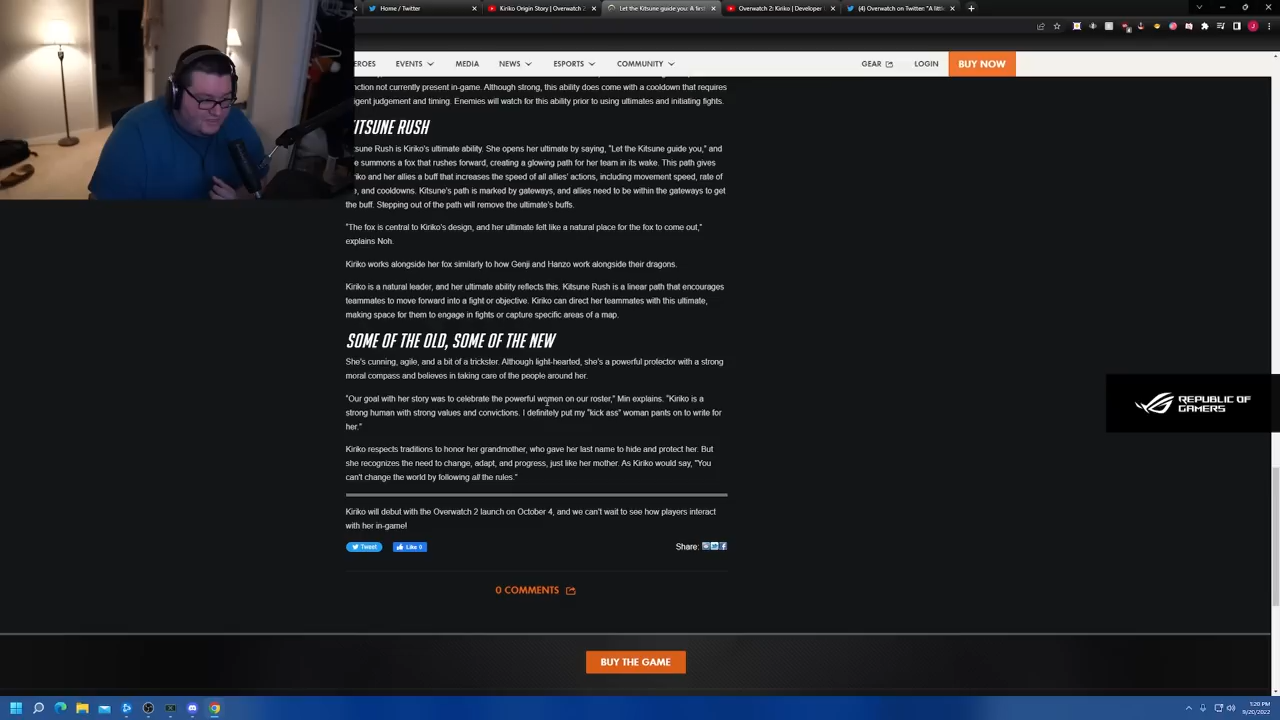 Home / Twitter
Kiriko Origin Story | Overwatch 2
Let the Kitsune guide you: A first
Overwatch 2: Kiriko | Developer
(4) Overwatch on Twitter: "A little
EROES EVENTS MEDIA NEWS ESPORTS COMMUNITY GEAR LOGIN BUY NOW
nction not currently present in-game. Although strong, this ability does come with a cooldown that requires
igent judgement and timing. Enemies will watch for this ability prior to using ultimates and initiating fights.
KITSUNE RUSH
tsune Rush is Kiriko's ultimate ability. She opens her ultimate by saying, "Let the Kitsune guide you," and
e summons a fox that rushes forward, creating a glowing path for her team in its wake. This path gives
riko and her allies a buff that increases the speed of all allies' actions, including movement speed, rate of
e, and cooldowns. Kitsune's path is marked by gateways, and allies need to be within the gateways to get
the buff. Stepping out of the path will remove the ultimate's buffs.
"The fox is central to Kiriko's design, and her ultimate felt like a natural place for the fox to come out,"
explains Noh.
Kiriko works alongside her fox similarly to how Genji and Hanzo work alongside their dragons.
Kiriko is a natural leader, and her ultimate ability reflects this. Kitsune Rush is a linear path that encourages
teammates to move forward into a fight or objective. Kiriko can direct her teammates with this ultimate,
making space for them to engage in fights or capture specific areas of a map.
SOME OF THE OLD, SOME OF THE NEW
She's cunning, agile, and a bit of a trickster. Although light-hearted, she's a powerful protector with a strong
moral compass and believes in taking care of the people around her.
"Our goal with her story was to celebrate the powerful women on our roster," Min explains. "Kiriko is a
strong human with strong values and convictions. I definitely put my "kick ass" woman pants on to write for
her."
Kiriko respects traditions to honor her grandmother, who gave her last name to hide and protect her. But
she recognizes the need to change, adapt, and progress, just like her mother. As Kiriko would say, "You
can't change the world by following all the rules."
Kiriko will debut with the Overwatch 2 launch on October 4, and we can't wait to see how players interact
with her in-game!
Tweet Like 0 Share:
0 COMMENTS
BUY THE GAME
REPUBLIC OF
GAMERS
1:28 PM
9/20/2022